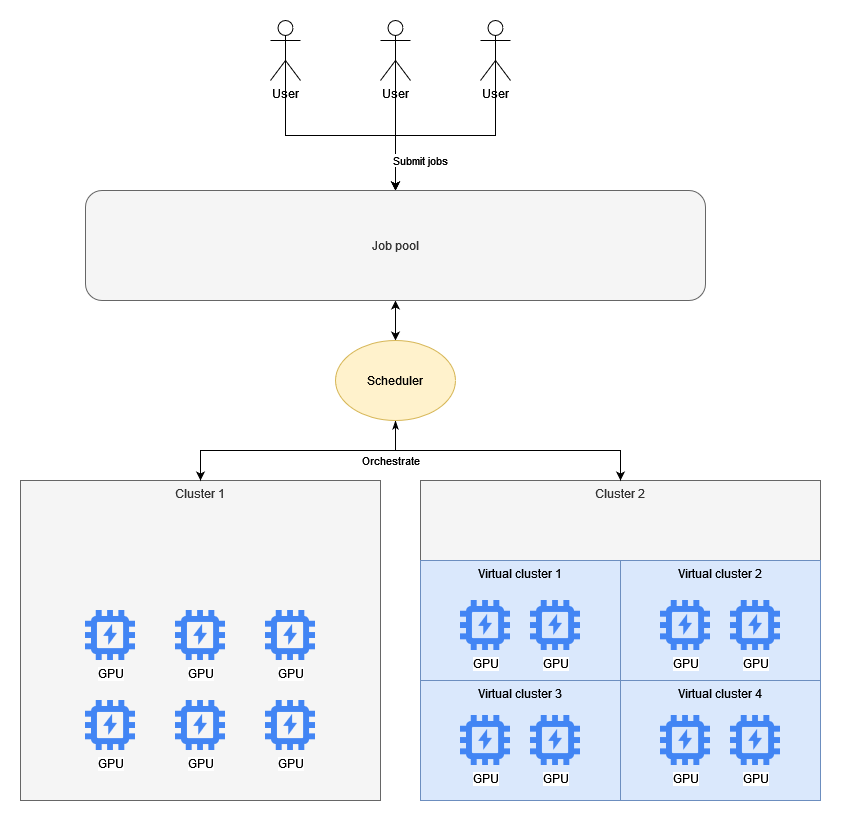 User
User
User
Submit jobs
Job pool
Scheduler
Orchestrate
Cluster 1
GPU
GPU
GPU
GPU
GPU
GPU
Cluster 2
Virtual cluster 1
GPU
GPU
Virtual cluster 2
GPU
GPU
Virtual cluster 3
GPU
GPU
Virtual cluster 4
GPU
GPU